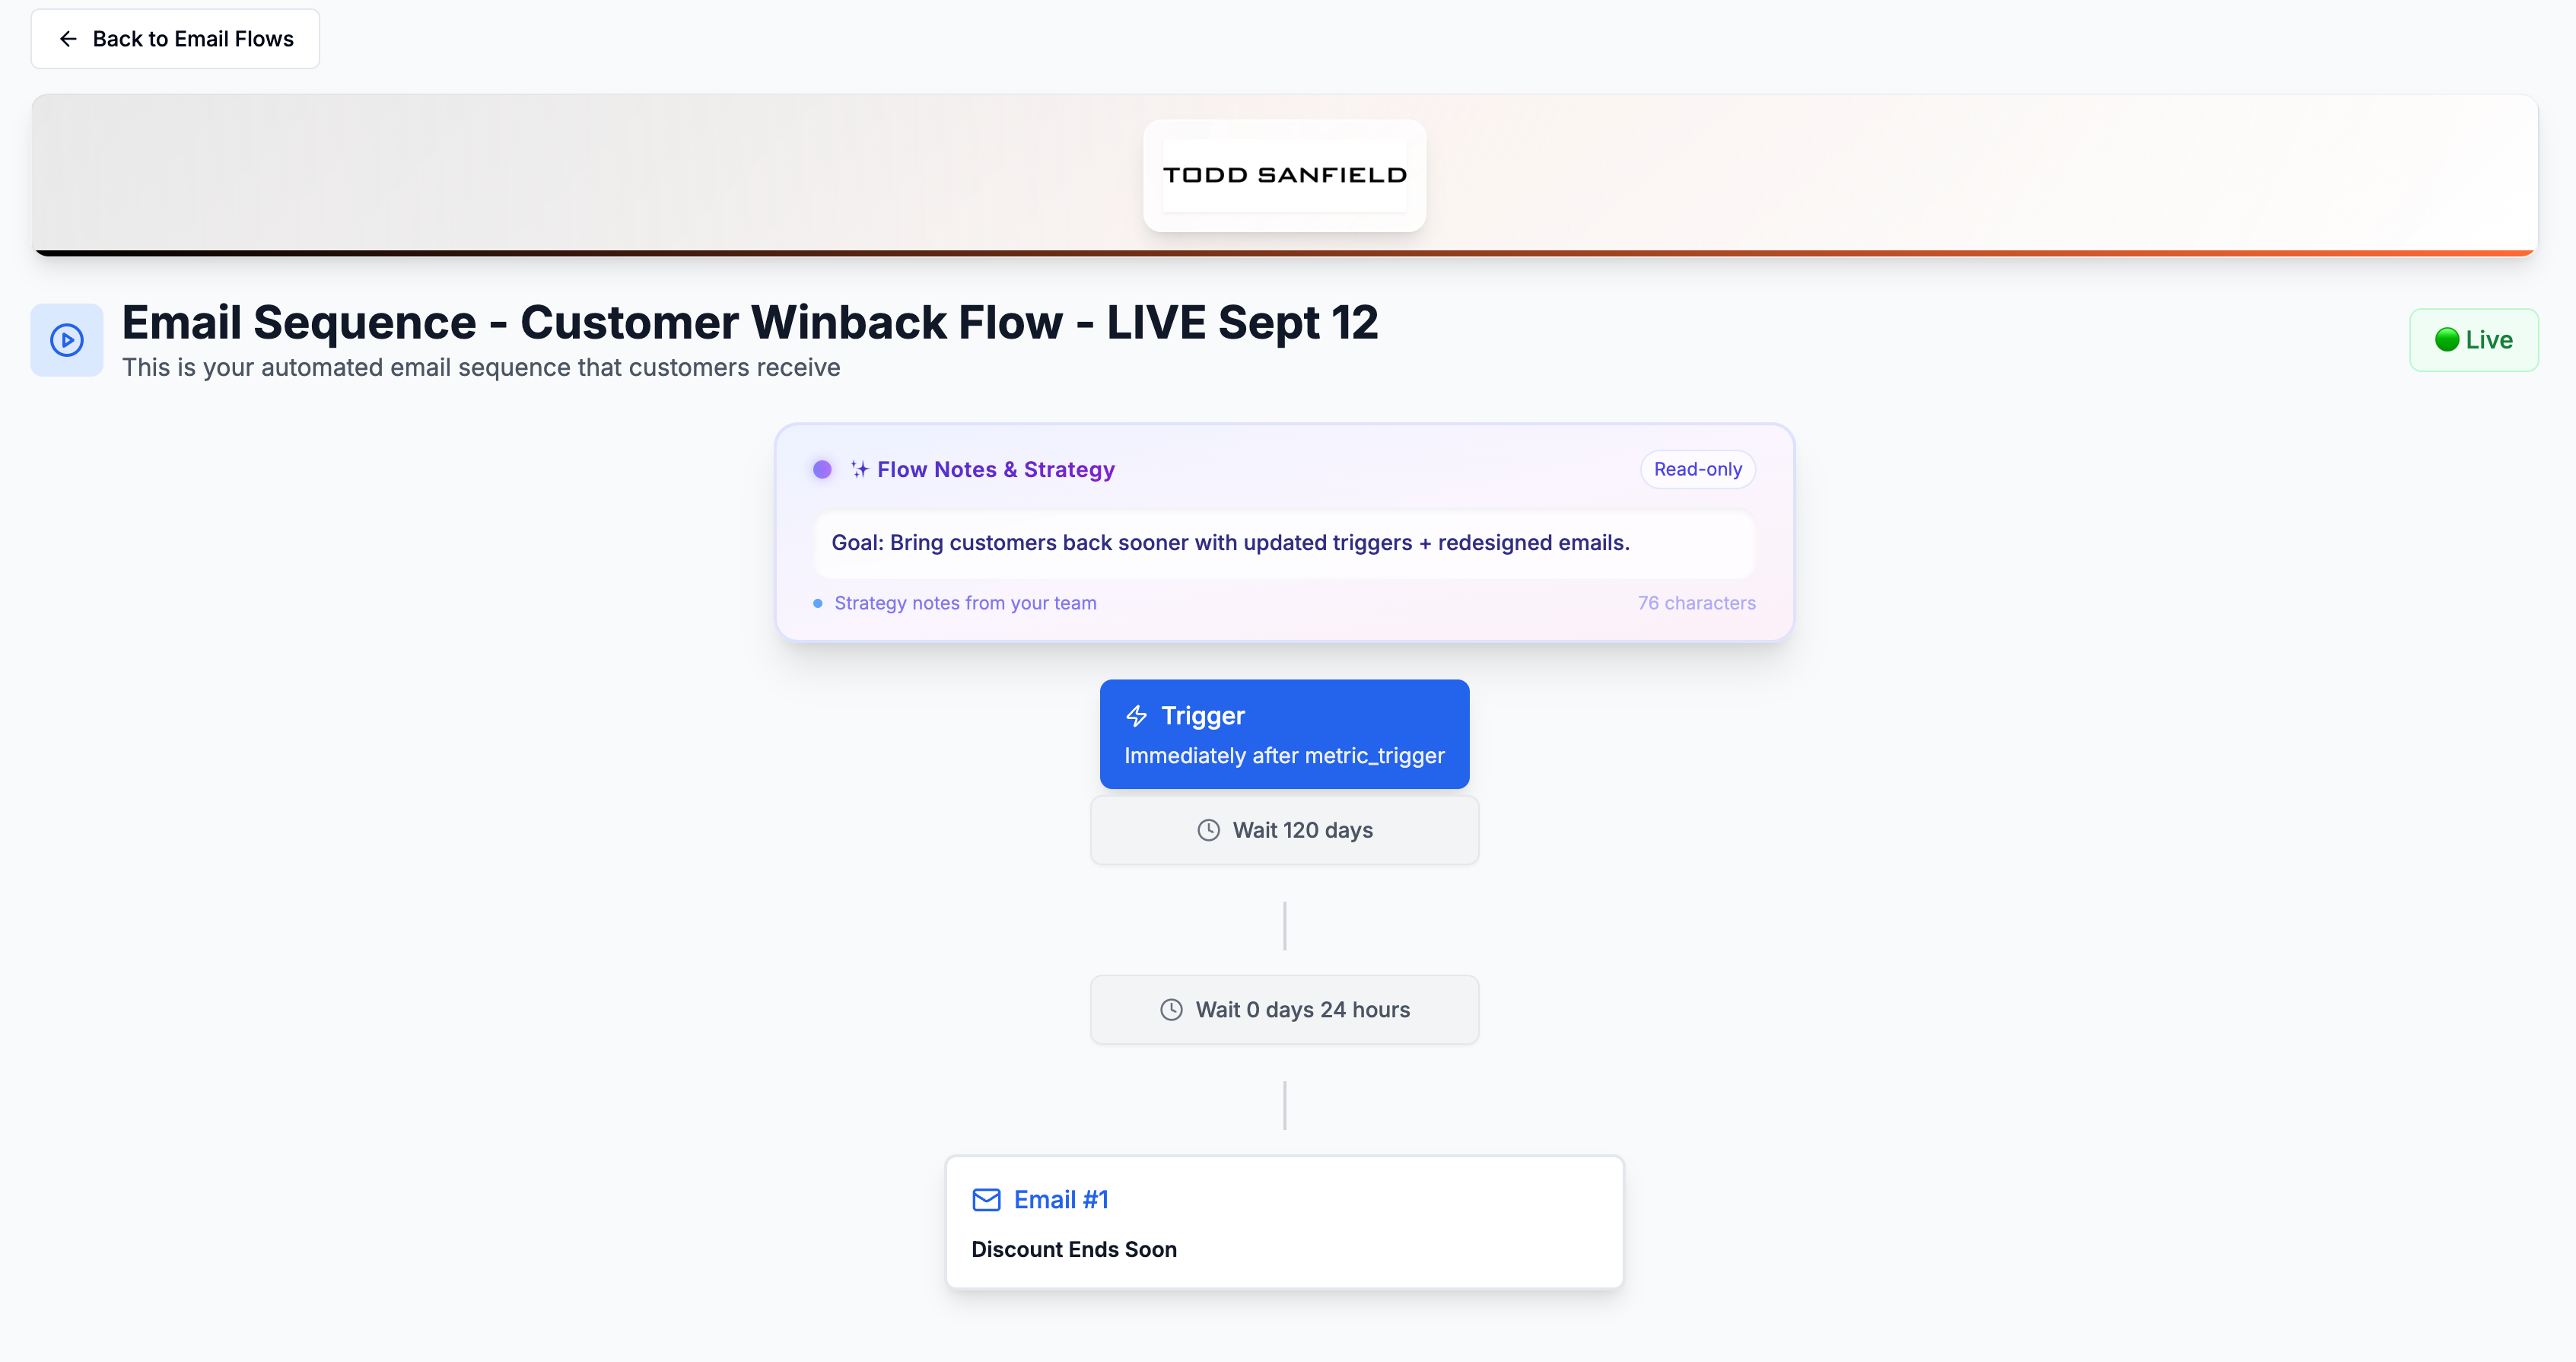 Back to Email Flows
TODD SANFIELD
Email Sequence - Customer Winback Flow - LIVE Sept 12
This is your automated email sequence that customers receive
Live
Flow Notes & Strategy
Read-only
Goal: Bring customers back sooner with updated triggers + redesigned emails.
Strategy notes from your team
76 characters
Trigger
Immediately after metric_trigger
Wait 120 days
Wait 0 days 24 hours
Email #1
Discount Ends Soon